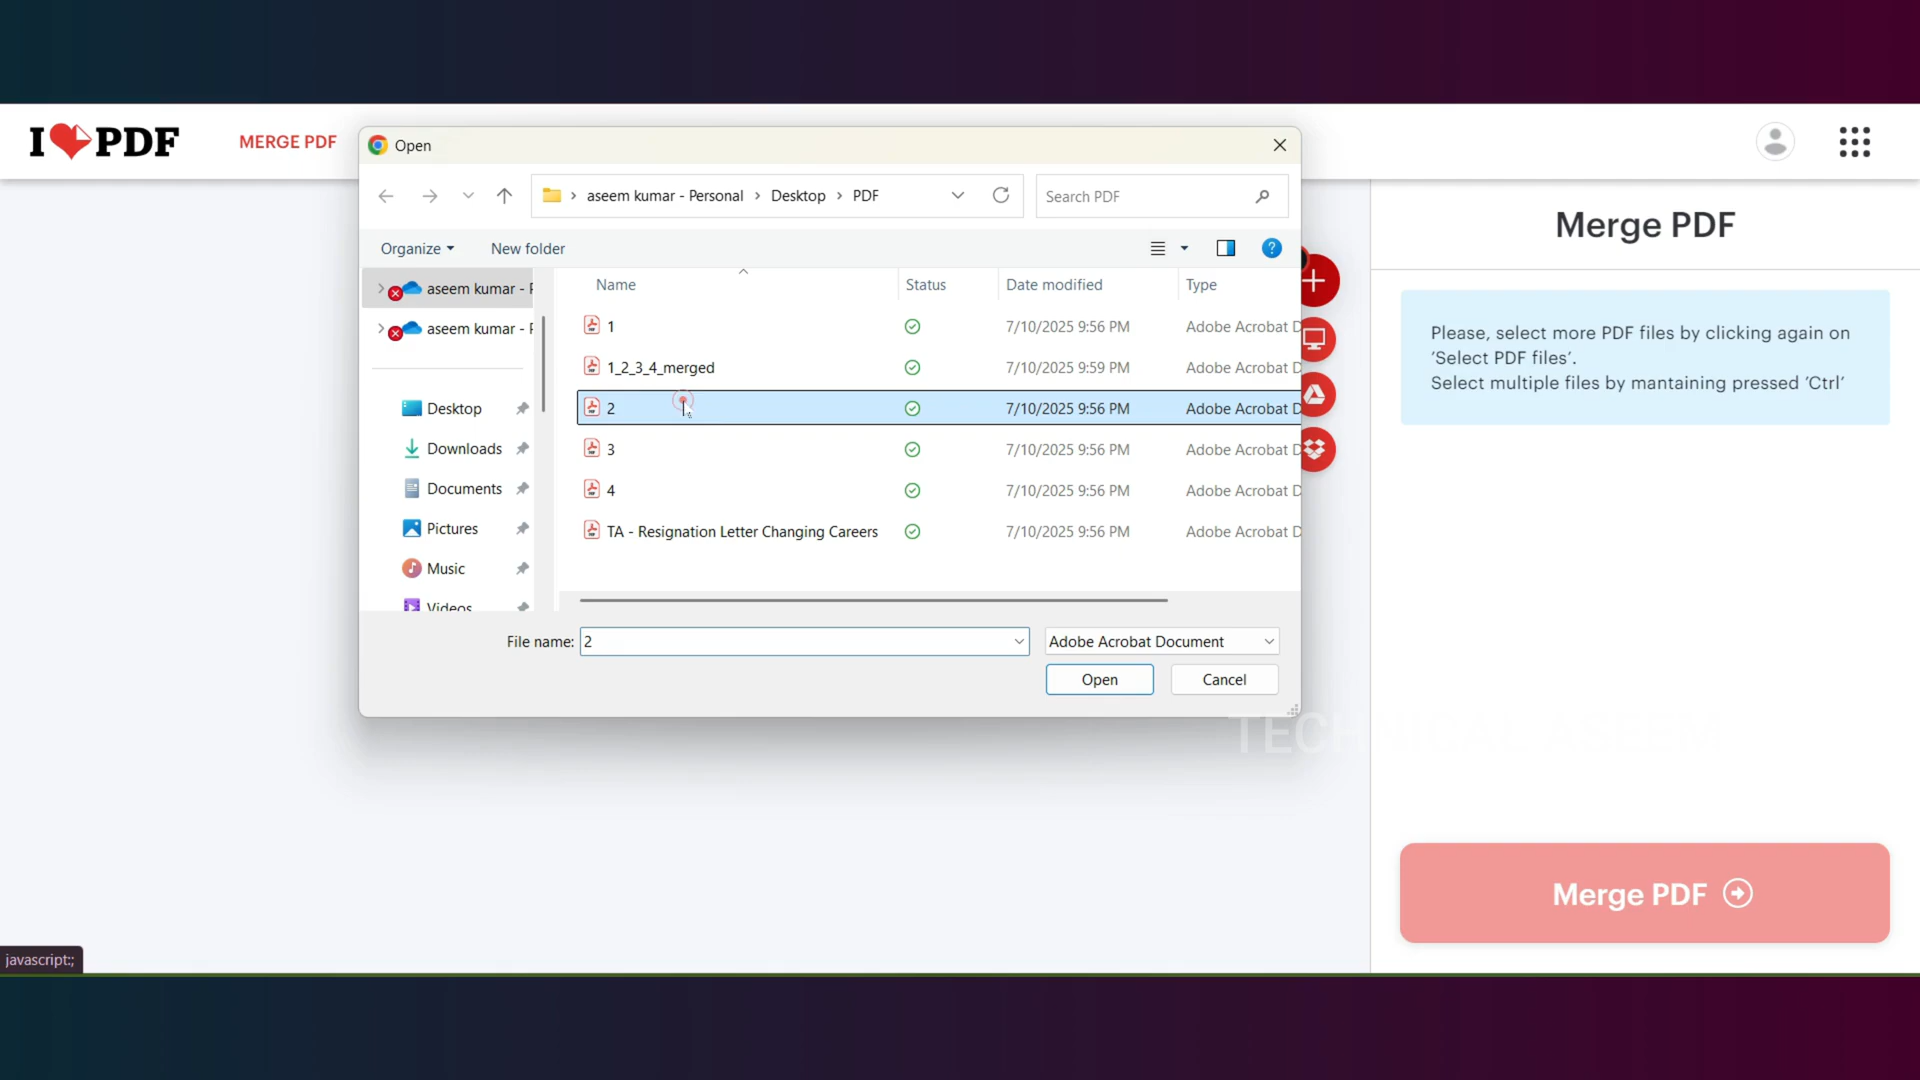 I PDF
MERGE PDF
Open
aseem kumar - Personal > Desktop > PDF
Search PDF
Organize
New folder
Name
Status
Date modified
Type
aseem kumar - P
aseem kumar - P
Desktop
Downloads
Documents
Pictures
Music
Videos
1 7/10/2025 9:56 PM Adobe Acrobat D
1_2_3_4_merged 7/10/2025 9:59 PM Adobe Acrobat D
2 7/10/2025 9:56 PM Adobe Acrobat D
3 7/10/2025 9:56 PM Adobe Acrobat D
4 7/10/2025 9:56 PM Adobe Acrobat D
TA - Resignation Letter Changing Careers 7/10/2025 9:56 PM Adobe Acrobat D
File name: 2
Adobe Acrobat Document
Open
Cancel
Merge PDF
Please, select more PDF files by clicking again on
‘Select PDF files’.
Select multiple files by mantaining pressed ‘Ctrl’
TECHNICAL ASEEM
Merge PDF
javascript:;